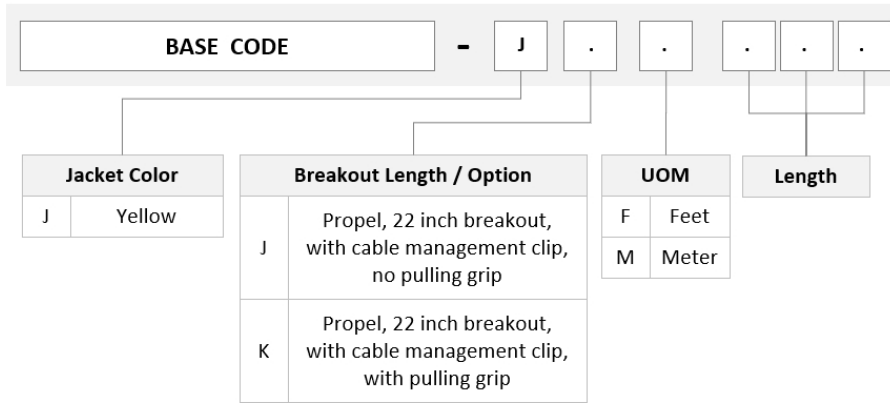 BASE CODE - J . . . . .
Jacket Color
J Yellow
Breakout Length / Option
J Propel, 22 inch breakout,
with cable management clip,
no pulling grip
K Propel, 22 inch breakout,
with cable management clip,
with pulling grip
UOM
F Feet
M Meter
Length